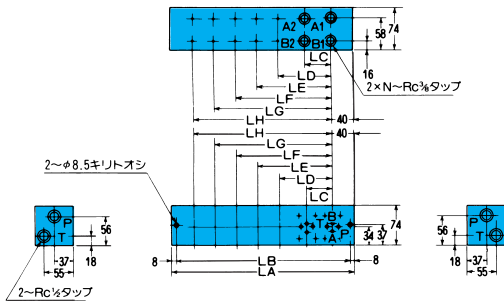 A2 A1
B2 B1
58
74
16
LC
LD
LE
LF
LG
LH
40
2×N～Rc⅜タップ
LH
40
LG
LF
LE
LD
LC
2～φ8.5キリトオシ
B
T
P
A
34
37
74
8
LB
8
LA
P
T
56
18
37
55
2～Rc½タップ
P
T
56
18
37
55